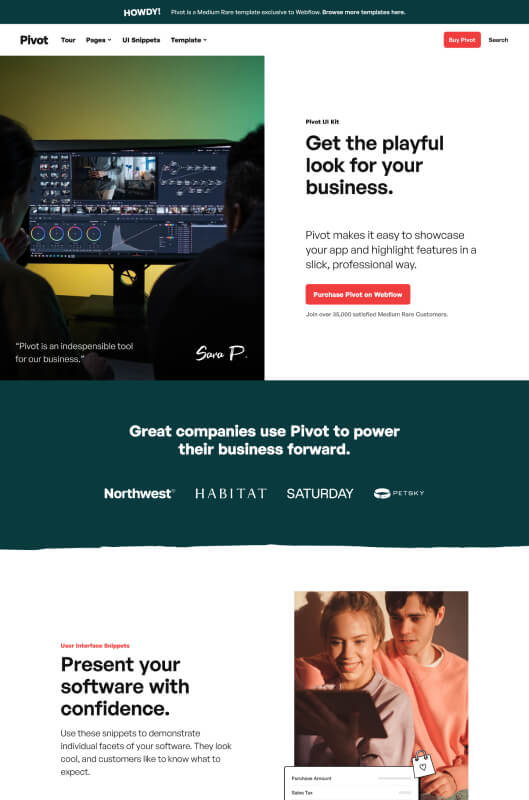 HOWDY! Pivot is a Medium Rare template exclusive to Webflow. Browse more templates here.
Pivot Tour Pages UI Snippets Template Buy Pivot Search
Pivot UI Kit
Get the playful
look for your
business.
Pivot makes it easy to showcase
your app and highlight features in a
slick, professional way.
Purchase Pivot on Webflow
Join over 35,000 satisfied Medium Rare Customers.
“Pivot is an indespensible tool
for our business.”
Sara P.
Great companies use Pivot to power
their business forward.
Northwest HABITAT SATURDAY PETSKY
User Interface Snippets
Present your
software with
confidence.
Use these snippets to demonstrate
individual facets of your software. They look
cool, and customers like to know what to
expect.
Purchase Amount
Sales Tax